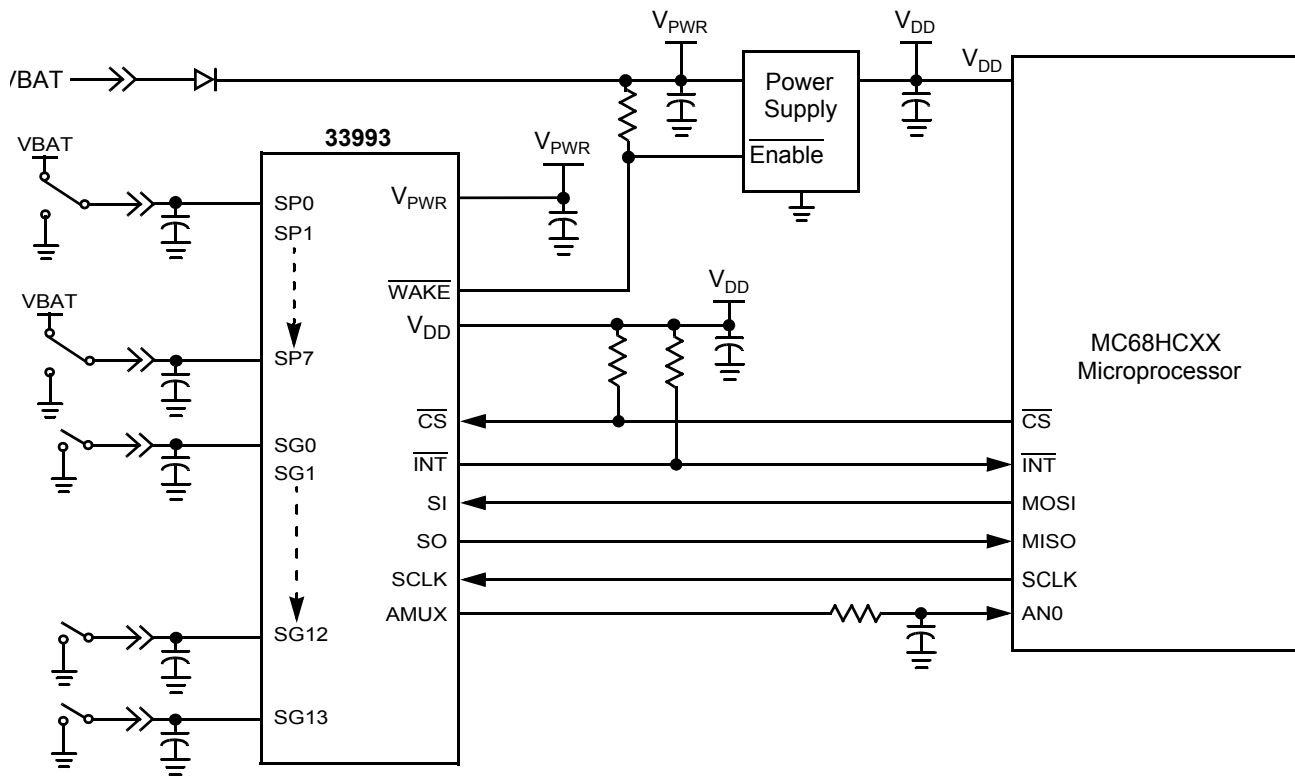 VPWR
VDD
VBAT
VDD
Power
Supply
Enable
33993
VBAT
VPWR
VPWR
SP0
SP1
WAKE
VDD
VDD
VBAT
SP7
MC68HCXX
Microprocessor
CS
CS
SG0
SG1
INT
INT
SI
MOSI
SO
MISO
SCLK
SCLK
AMUX
AN0
SG12
SG13